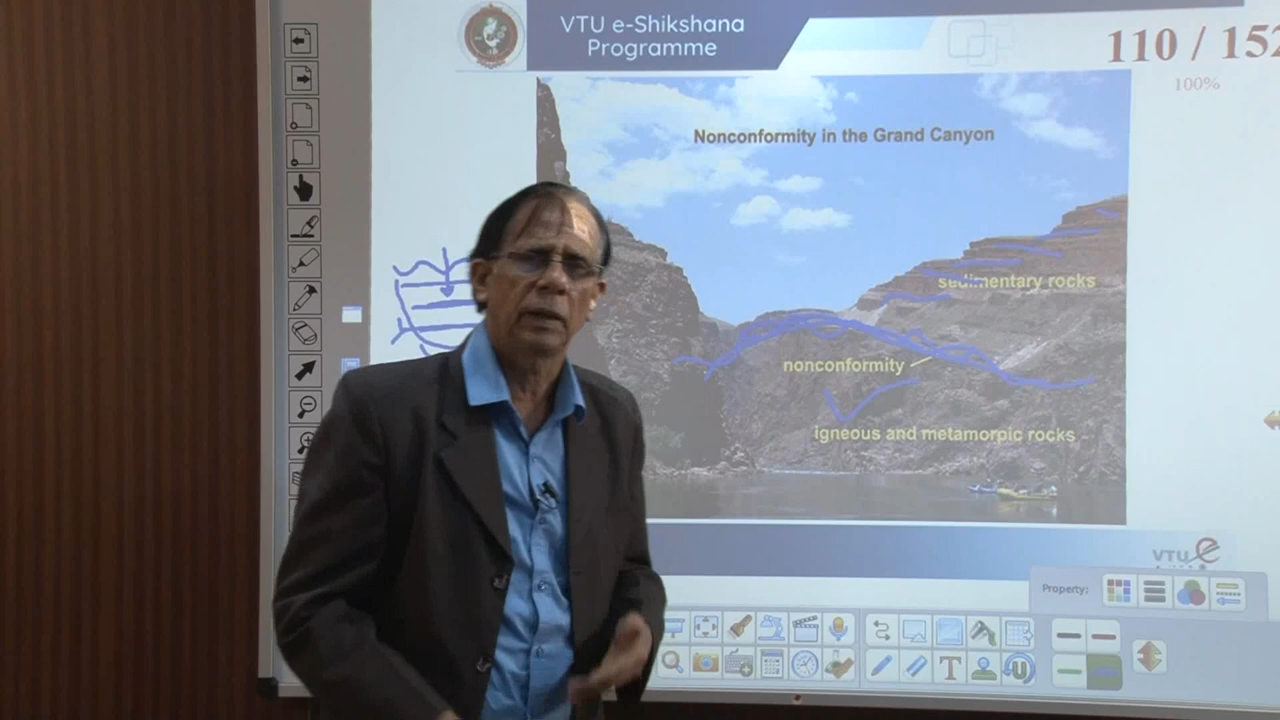 VTU e-Shikshana
Programme
110 / 152
100%
Nonconformity in the Grand Canyon
sedimentary rocks
nonconformity
igneous and metamorpic rocks
VTU e
Property:
T